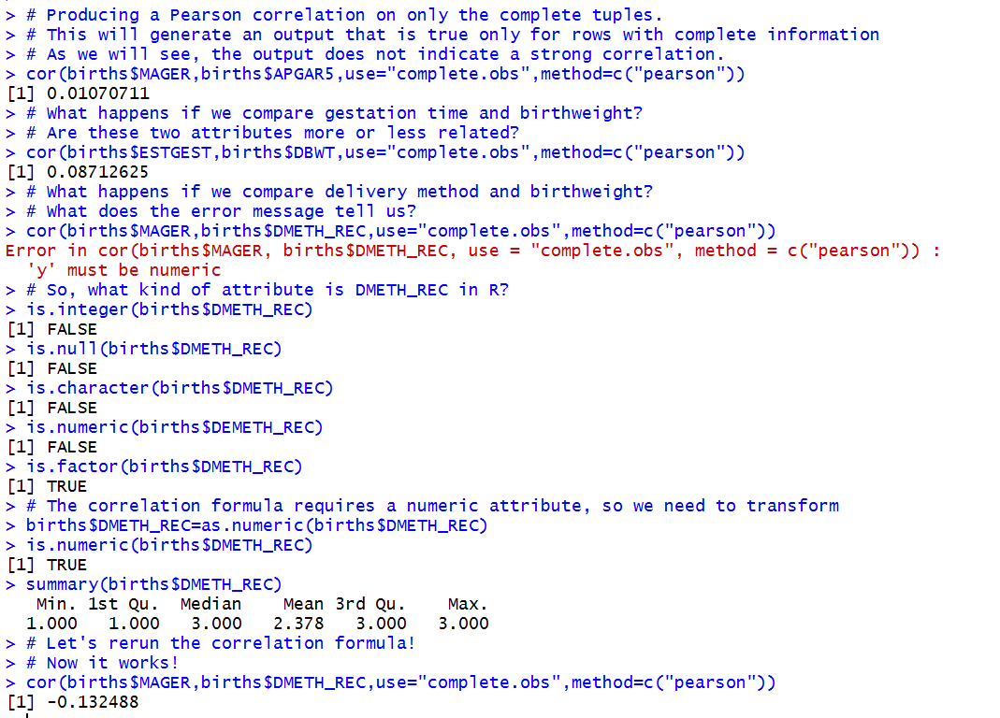 > # Producing a Pearson correlation on only the complete tuples.
> # This will generate an output that is true only for rows with complete information
> # As we will see, the output does not indicate a strong correlation.
> cor(births$MAGER,births$APGAR5,use="complete.obs",method=c("pearson"))
[1] 0.01070711
> # What happens if we compare gestation time and birthweight?
> # Are these two attributes more or less related?
> cor(births$ESTGEST,births$DBWT,use="complete.obs",method=c("pearson"))
[1] 0.08712625
> # What happens if we compare delivery method and birthweight?
> # What does the error message tell us?
> cor(births$MAGER,births$DMETH_REC,use="complete.obs",method=c("pearson"))
Error in cor(births$MAGER, births$DMETH_REC, use = "complete.obs", method = c("pearson")) :
  'y' must be numeric
> # So, what kind of attribute is DMETH_REC in R?
> is.integer(births$DMETH_REC)
[1] FALSE
> is.null(births$DMETH_REC)
[1] FALSE
> is.character(births$DMETH_REC)
[1] FALSE
> is.numeric(births$DEMETH_REC)
[1] FALSE
> is.factor(births$DMETH_REC)
[1] TRUE
> # The correlation formula requires a numeric attribute, so we need to transform
> births$DMETH_REC=as.numeric(births$DMETH_REC)
> is.numeric(births$DMETH_REC)
[1] TRUE
> summary(births$DMETH_REC)
   Min. 1st Qu.  Median    Mean 3rd Qu.    Max.
  1.000   1.000   3.000   2.378   3.000   3.000
> # Let's rerun the correlation formula!
> # Now it works!
> cor(births$MAGER,births$DMETH_REC,use="complete.obs",method=c("pearson"))
[1] -0.132488